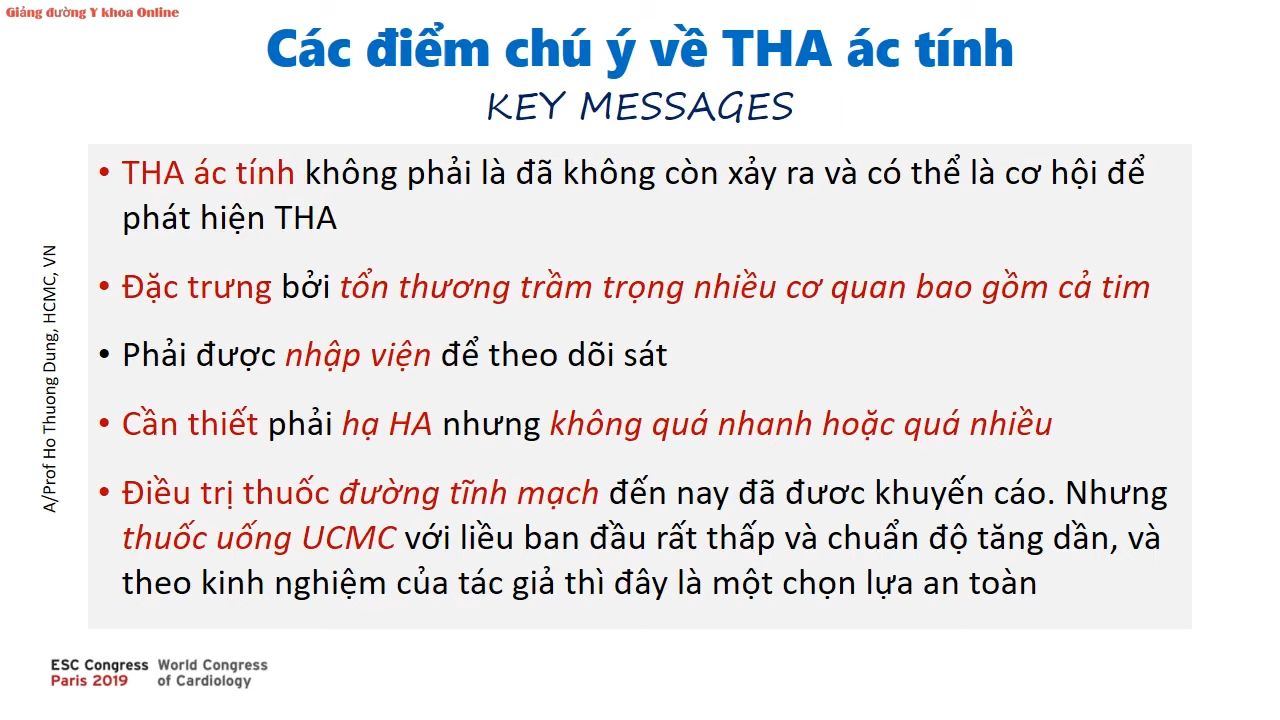 Giảng đường Y khoa Online
Các điểm chú ý về THA ác tính
KEY MESSAGES
• THA ác tính không phải là đã không còn xảy ra và có thể là cơ hội để
phát hiện THA
• Đặc trưng bởi tổn thương trầm trọng nhiều cơ quan bao gồm cả tim
• Phải được nhập viện để theo dõi sát
• Cần thiết phải hạ HA nhưng không quá nhanh hoặc quá nhiều
• Điều trị thuốc đường tĩnh mạch đến nay đã đươc khuyến cáo. Nhưng
thuốc uống UCMC với liều ban đầu rất thấp và chuẩn độ tăng dần, và
theo kinh nghiệm của tác giả thì đây là một chọn lựa an toàn
A/Prof Ho Thuong Dung, HCMC, VN
ESC Congress World Congress
Paris 2019 of Cardiology